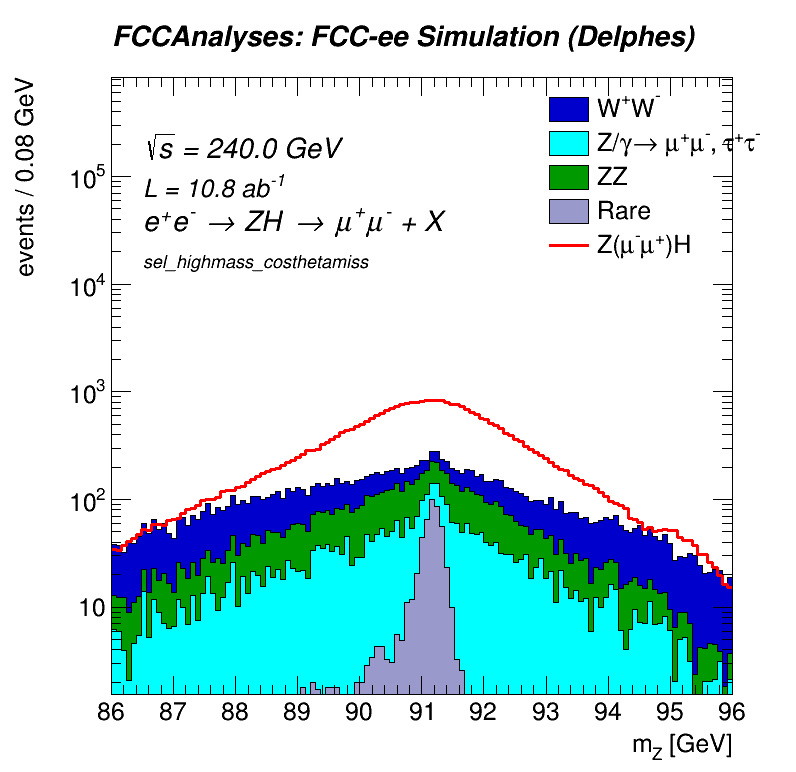 FCCAnalyses: FCC-ee Simulation (Delphes)
events / 0.08 GeV
√s = 240.0 GeV
L = 10.8 ab⁻¹
e⁺e⁻ → ZH → μ⁺μ⁻ + X
sel_highmass_costhetamiss
W⁺W⁻
Z/γ→ μ⁺μ⁻, τ⁺τ⁻
ZZ
Rare
Z(μ⁻μ⁺)H
10⁵
10⁴
10³
10²
10
86 87 88 89 90 91 92 93 94 95 96
m_Z [GeV]